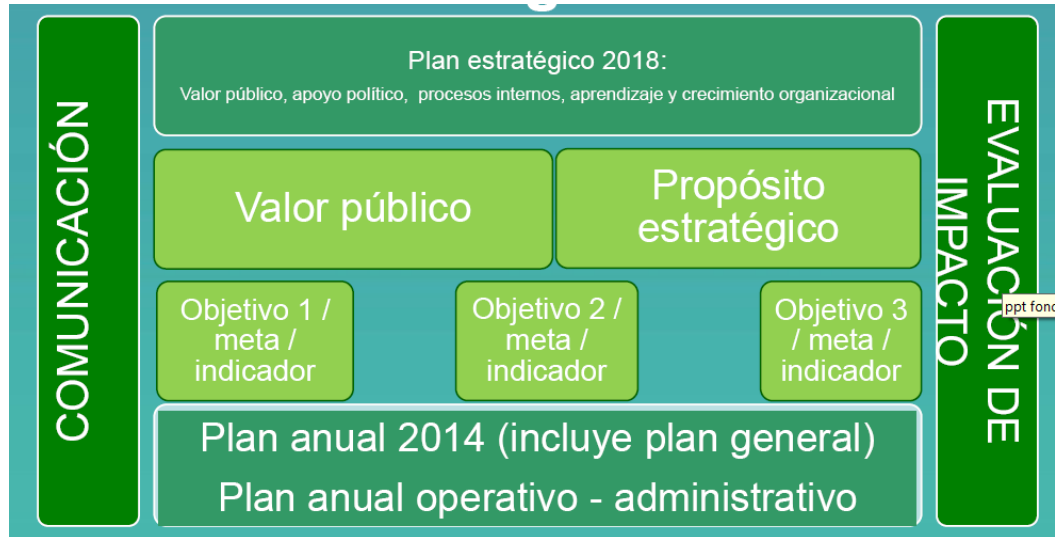 COMUNICACIÓN
Plan estratégico 2018:
Valor público, apoyo político, procesos internos, aprendizaje y crecimiento organizacional
Valor público
Propósito
estratégico
Objetivo 1 /
meta /
indicador
Objetivo 2 /
meta /
indicador
Objetivo 3
/ meta /
indicador
Plan anual 2014 (incluye plan general)
Plan anual operativo - administrativo
EVALUACIÓN DE
IMPACTO
ppt